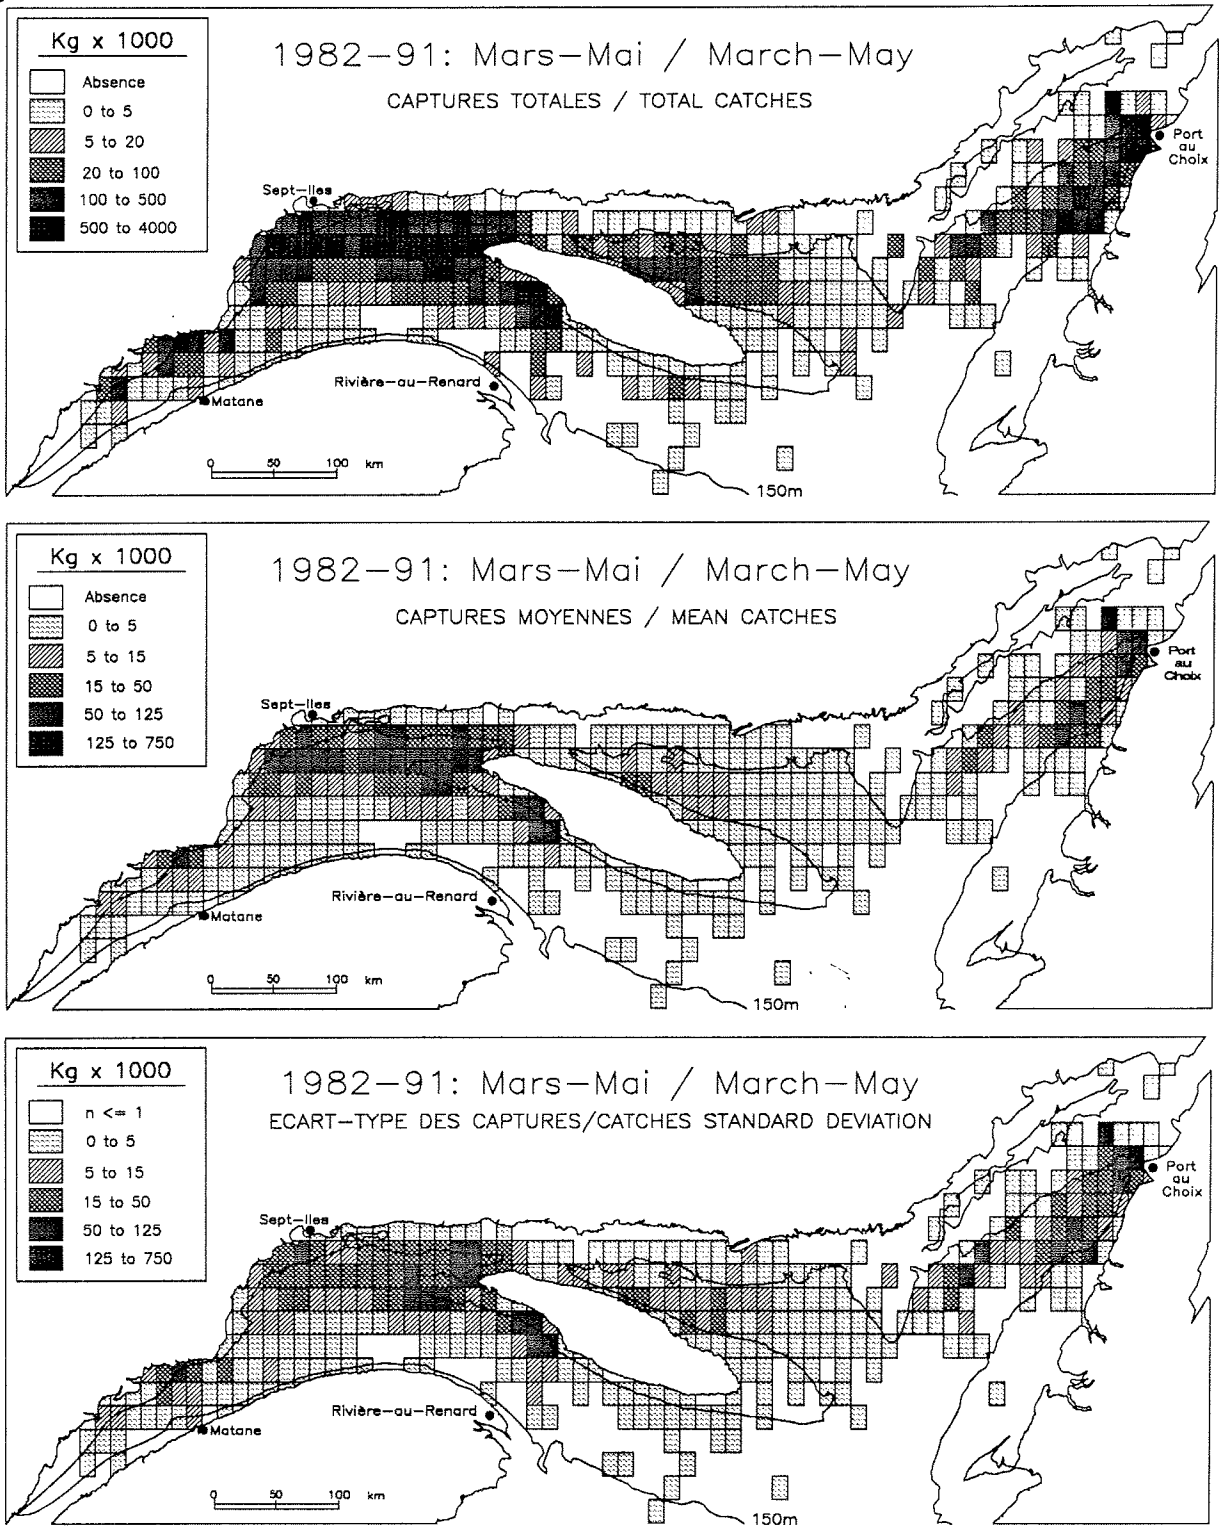 Kg x 1000
Absence
0 to 5
5 to 20
20 to 100
100 to 500
500 to 4000
1982-91: Mars-Mai / March-May
CAPTURES TOTALES / TOTAL CATCHES
Sept-Iles
Port
au
Choix
Rivière-au-Renard
Matane
0 50 100 km
150m
Kg x 1000
Absence
0 to 5
5 to 15
15 to 50
50 to 125
125 to 750
1982-91: Mars-Mai / March-May
CAPTURES MOYENNES / MEAN CATCHES
Sept-Iles
Port
au
Choix
Rivière-au-Renard
Matane
0 50 100 km
150m
Kg x 1000
n <= 1
0 to 5
5 to 15
15 to 50
50 to 125
125 to 750
1982-91: Mars-Mai / March-May
ECART-TYPE DES CAPTURES/CATCHES STANDARD DEVIATION
Sept-Iles
Port
au
Choix
Rivière-au-Renard
Matane
0 50 100 km
150m